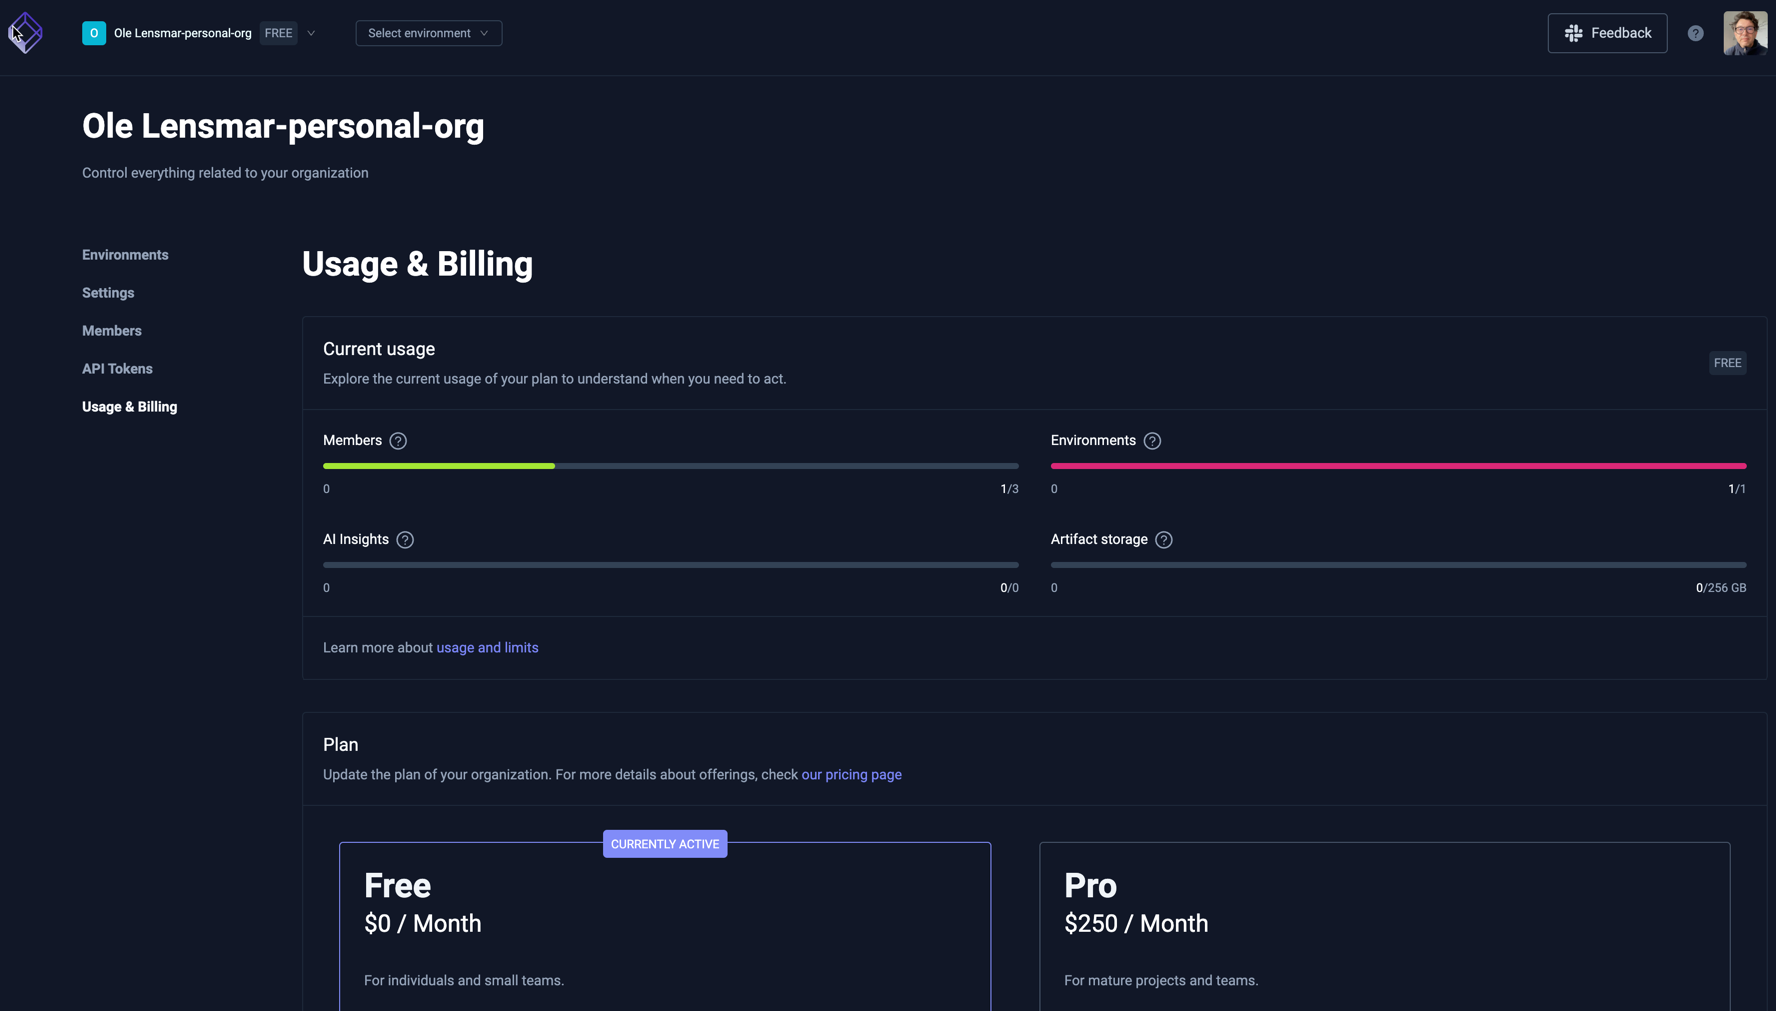 O Ole Lensmar-personal-org FREE Select environment Feedback ?
Ole Lensmar-personal-org
Control everything related to your organization
Environments
Settings
Members
API Tokens
Usage & Billing
Usage & Billing
Current usage
Explore the current usage of your plan to understand when you need to act.
FREE
Members ?
0 1/3
Environments ?
0 1/1
AI Insights ?
0 0/0
Artifact storage ?
0 0/256 GB
Learn more about usage and limits
Plan
Update the plan of your organization. For more details about offerings, check our pricing page
CURRENTLY ACTIVE
Free
$0 / Month
For individuals and small teams.
Pro
$250 / Month
For mature projects and teams.